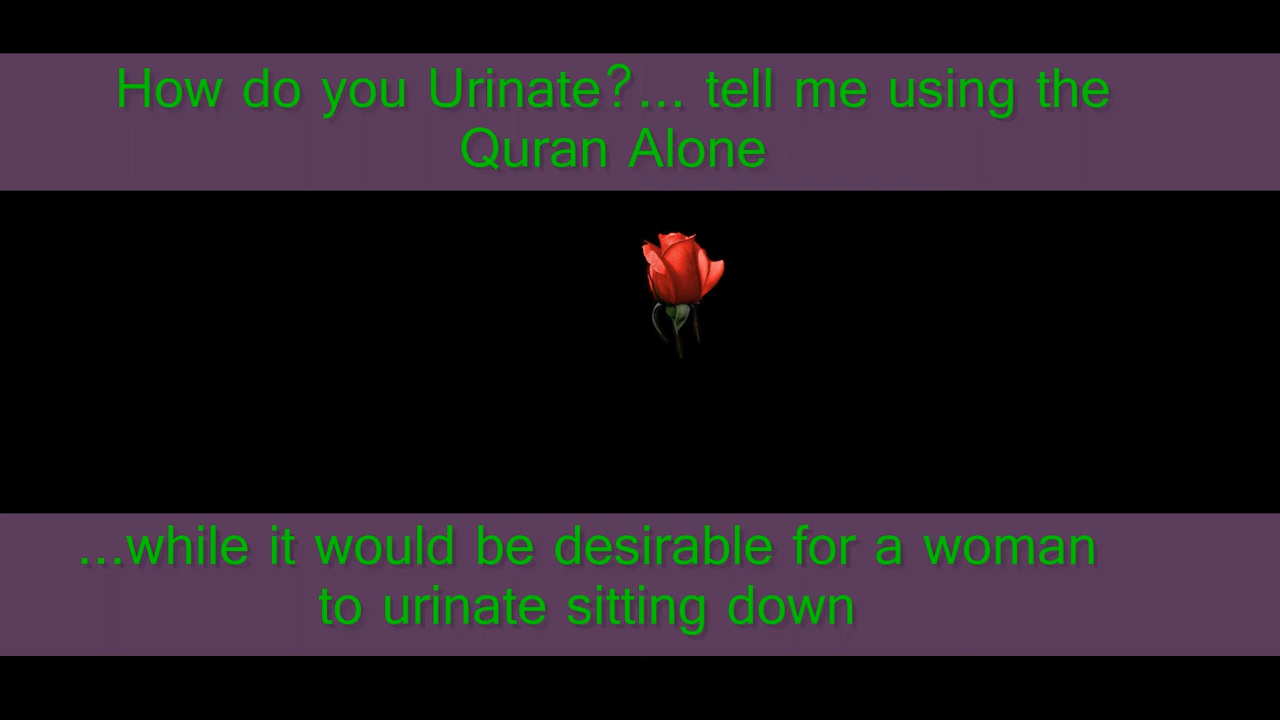 How do you Urinate?... tell me using the
Quran Alone
...while it would be desirable for a woman
to urinate sitting down